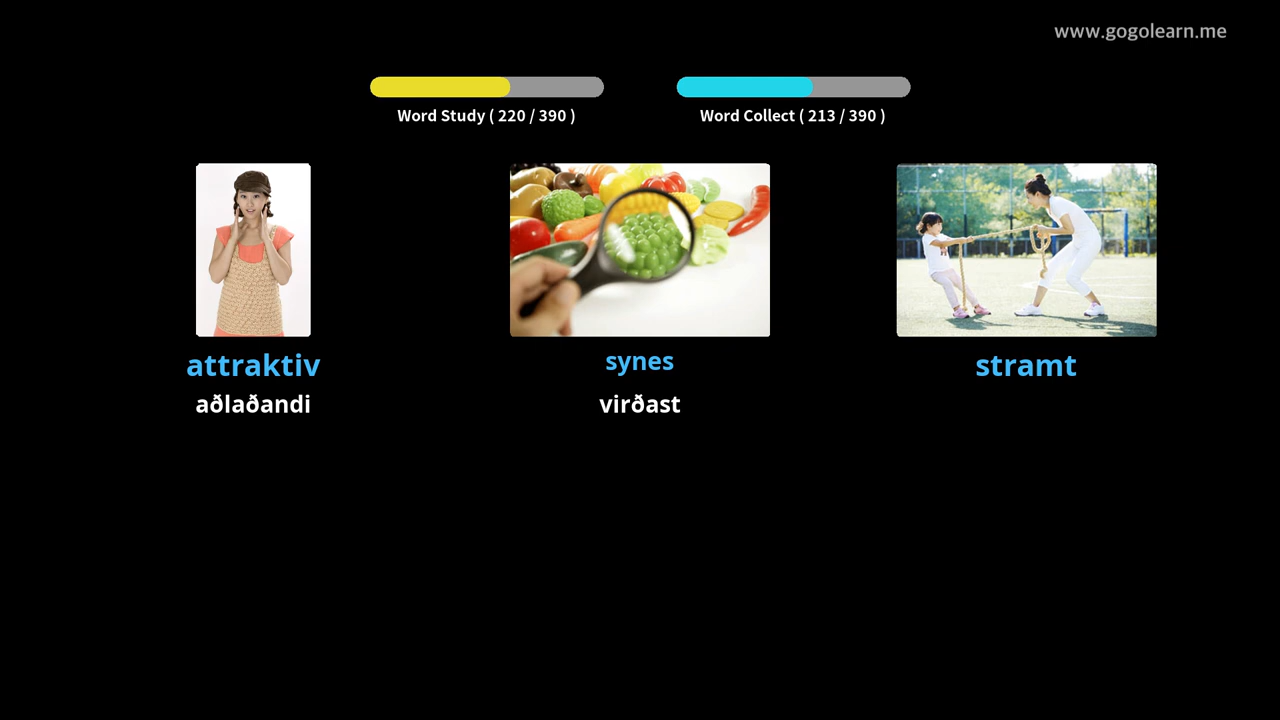 www.gogolearn.me
Word Study ( 220 / 390 )
Word Collect ( 213 / 390 )
attraktiv
aðlaðandi
synes
virðast
stramt